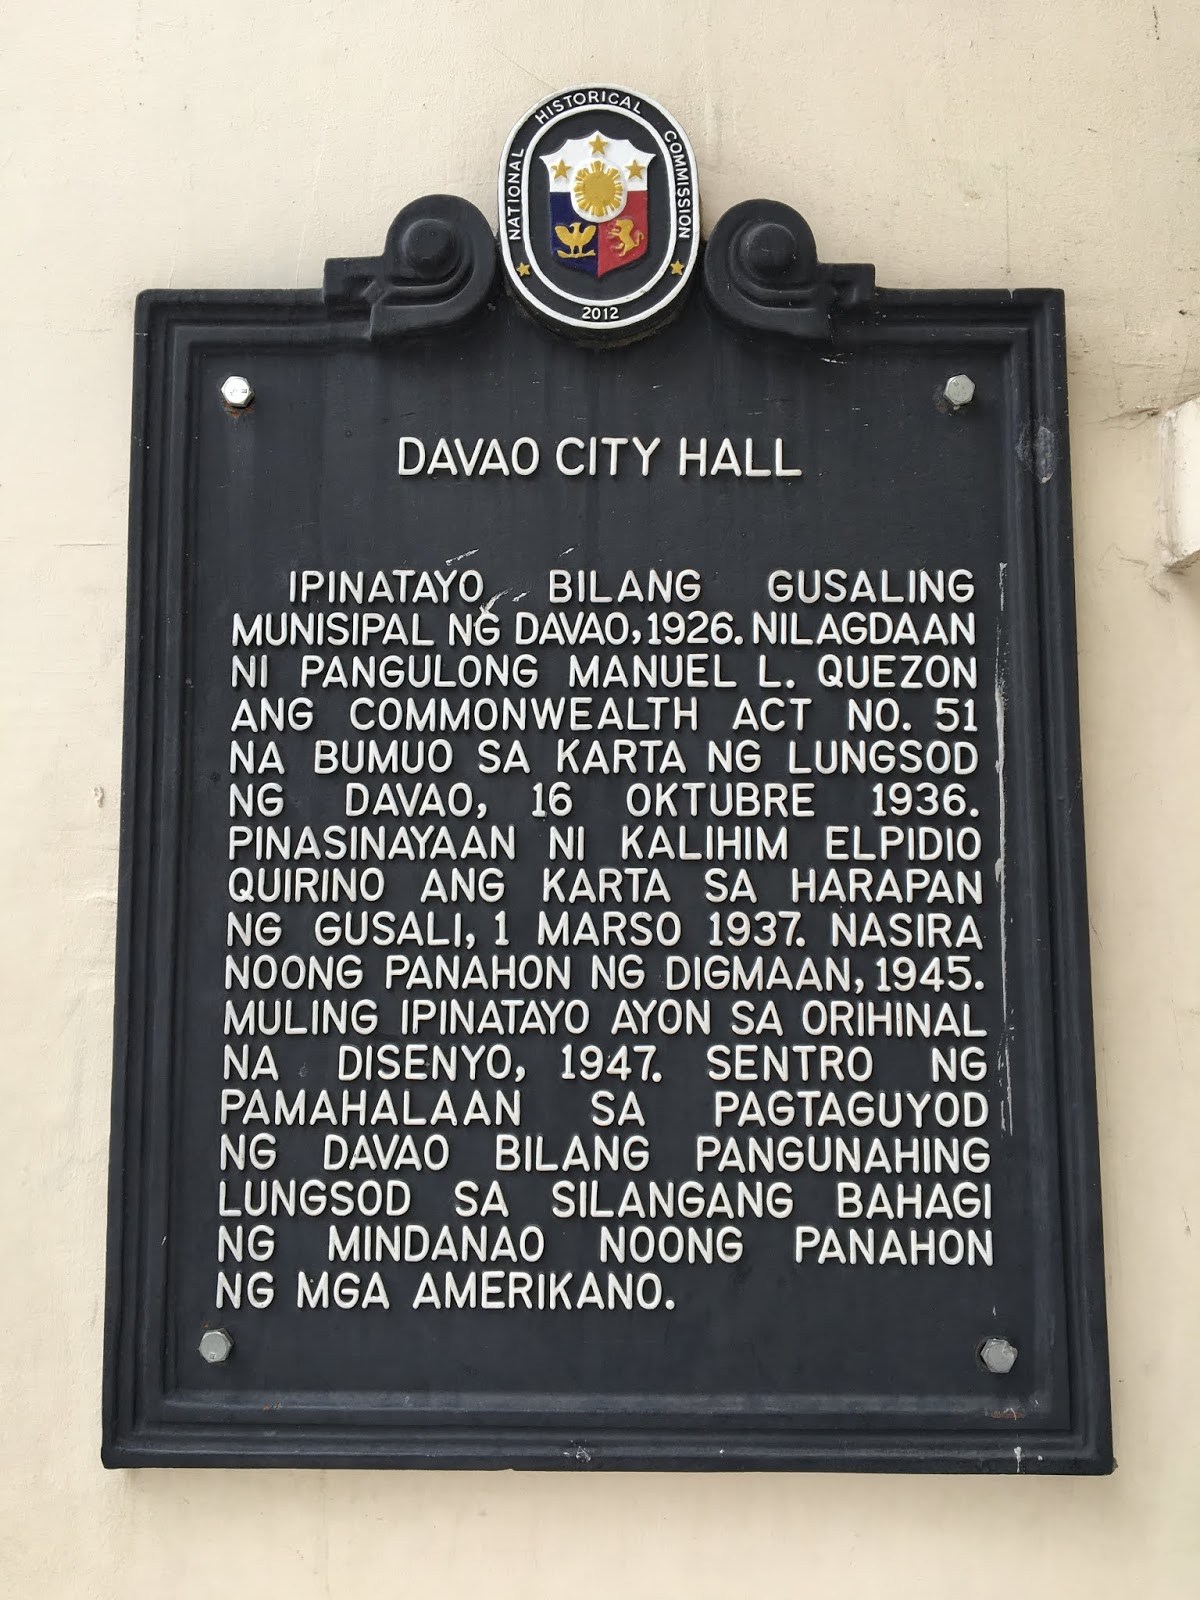 NATIONAL HISTORICAL COMMISSION
2012
DAVAO CITY HALL
IPINATAYO BILANG GUSALING
MUNISIPAL NG DAVAO, 1926. NILAGDAAN
NI PANGULONG MANUEL L. QUEZON
ANG COMMONWEALTH ACT NO. 51
NA BUMUO SA KARTA NG LUNGSOD
NG DAVAO, 16 OKTUBRE 1936.
PINASINAYAAN NI KALIHIM ELPIDIO
QUIRINO ANG KARTA SA HARAPAN
NG GUSALI, 1 MARSO 1937. NASIRA
NOONG PANAHON NG DIGMAAN, 1945.
MULING IPINATAYO AYON SA ORIHINAL
NA DISENYO, 1947. SENTRO NG
PAMAHALAAN SA PAGTAGUYOD
NG DAVAO BILANG PANGUNAHING
LUNGSOD SA SILANGANG BAHAGI
NG MINDANAO NOONG PANAHON
NG MGA AMERIKANO.